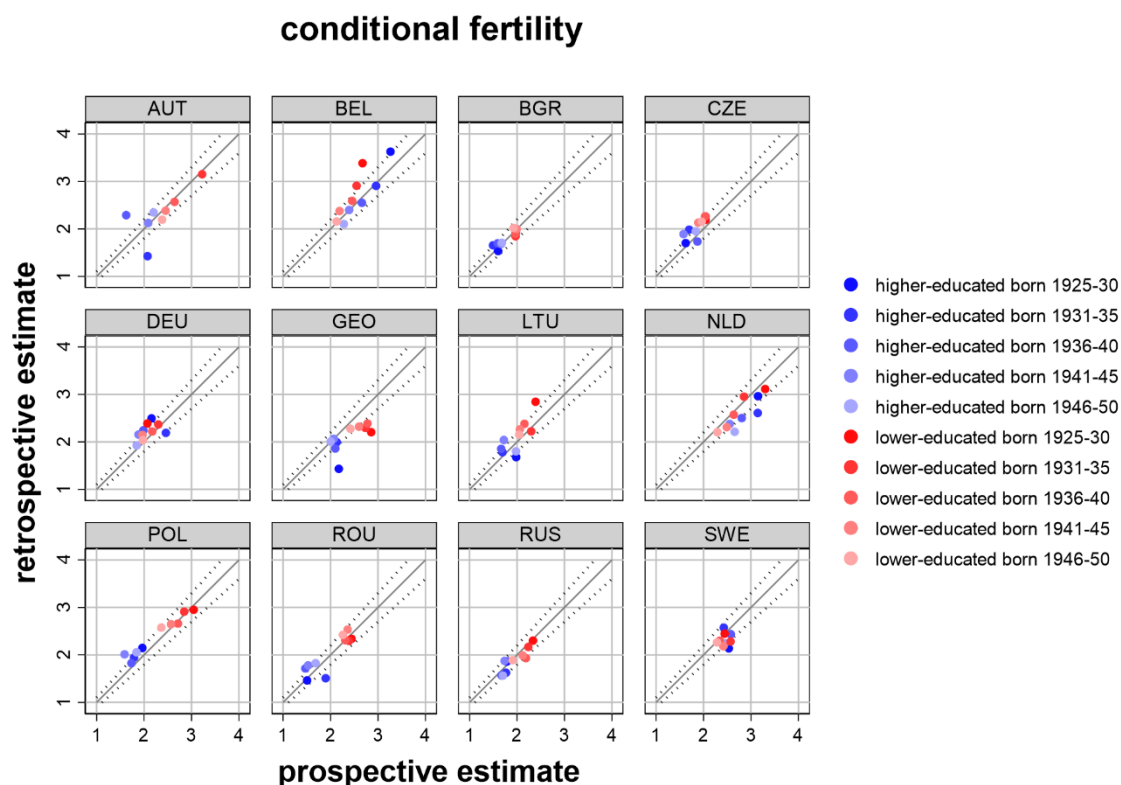 conditional fertility
AUT BEL BGR CZE
4
3
2
1
DEU GEO LTU NLD
4
3
2
1
POL ROU RUS SWE
4
3
2
1
1 2 3 4 1 2 3 4 1 2 3 4 1 2 3 4
retrospective estimate
prospective estimate
higher-educated born 1925-30
higher-educated born 1931-35
higher-educated born 1936-40
higher-educated born 1941-45
higher-educated born 1946-50
lower-educated born 1925-30
lower-educated born 1931-35
lower-educated born 1936-40
lower-educated born 1941-45
lower-educated born 1946-50